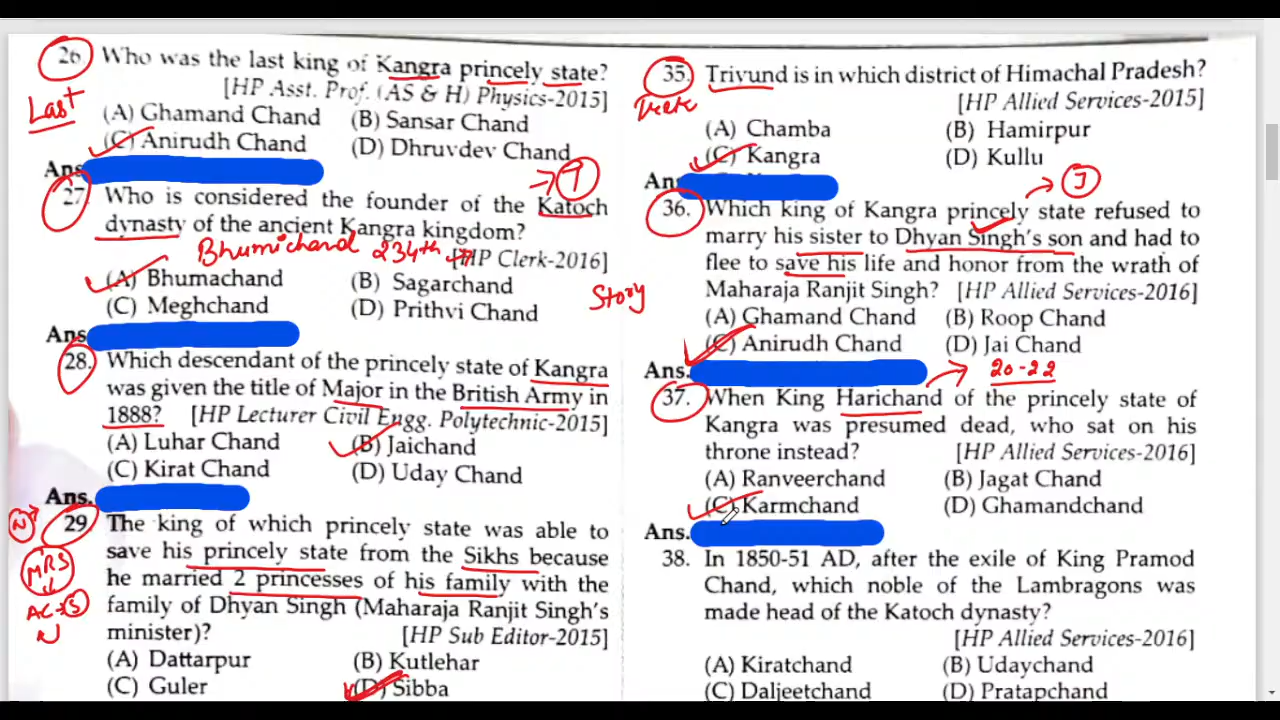 26. Who was the last king of Kangra princely state?
[HP Asst. Prof. (AS & H) Physics-2015]
Last
(A) Ghamand Chand (B) Sansar Chand
(C) Anirudh Chand (D) Dhruvdev Chand
Ans
27. Who is considered the founder of the Katoch
dynasty of the ancient Kangra kingdom?
Bhumichand 234th
[HP Clerk-2016]
(A) Bhumachand (B) Sagarchand
(C) Meghchand (D) Prithvi Chand
Story
Ans
28. Which descendant of the princely state of Kangra
was given the title of Major in the British Army in
1888? [HP Lecturer Civil Engg. Polytechnic-2015]
(A) Luhar Chand (B) Jaichand
(C) Kirat Chand (D) Uday Chand
Ans.
N
29. The king of which princely state was able to
save his princely state from the Sikhs because
MRS
he married 2 princesses of his family with the
family of Dhyan Singh (Maharaja Ranjit Singh's
minister)? [HP Sub Editor-2015]
(A) Dattarpur (B) Kutlehar
(C) Guler (D) Sibba
35. Trivund is in which district of Himachal Pradesh?
[HP Allied Services-2015]
(A) Chamba (B) Hamirpur
(C) Kangra (D) Kullu
An
36. Which king of Kangra princely state refused to
marry his sister to Dhyan Singh's son and had to
flee to save his life and honor from the wrath of
Maharaja Ranjit Singh? [HP Allied Services-2016]
(A) Ghamand Chand (B) Roop Chand
(C) Anirudh Chand (D) Jai Chand
Ans.
20-22
37. When King Harichand of the princely state of
Kangra was presumed dead, who sat on his
throne instead? [HP Allied Services-2016]
(A) Ranveerchand (B) Jagat Chand
(C) Karmchand (D) Ghamandchand
Ans.
38. In 1850-51 AD, after the exile of King Pramod
Chand, which noble of the Lambragons was
made head of the Katoch dynasty?
[HP Allied Services-2016]
(A) Kiratchand (B) Udaychand
(C) Daljeetchand (D) Pratapchand